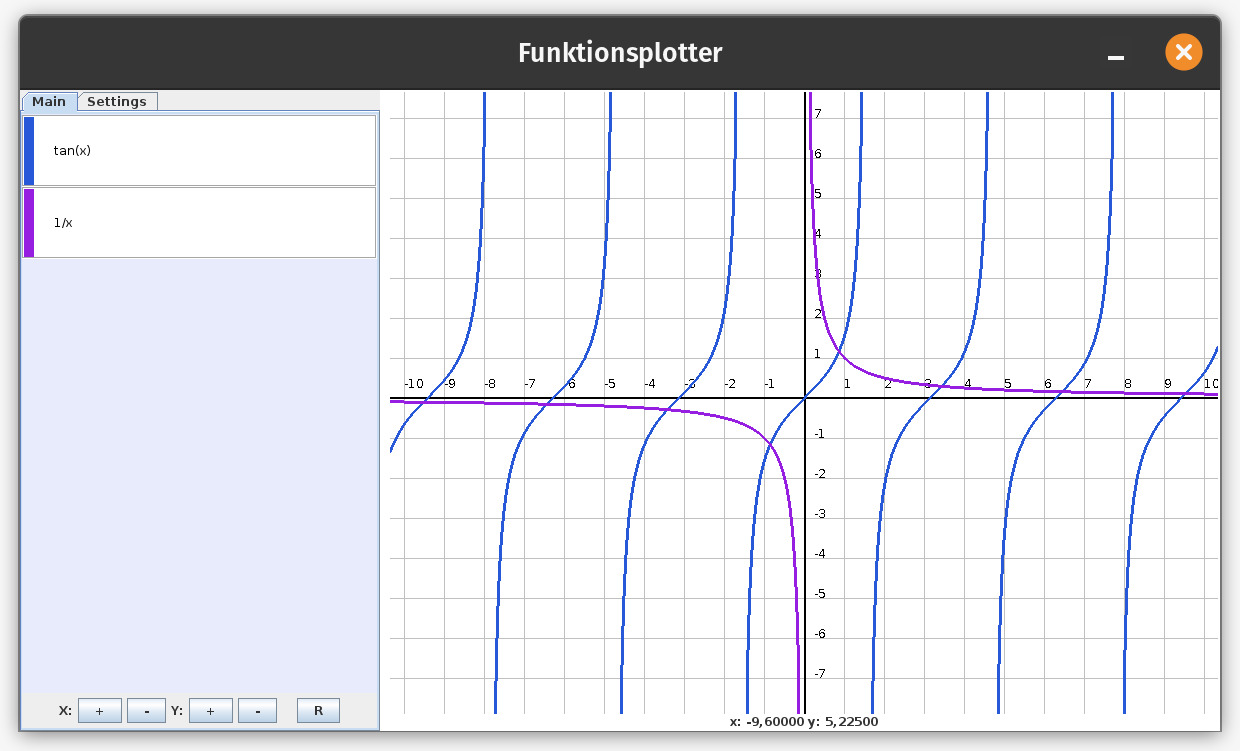 Funktionsplotter
Main Settings
tan(x)
1/x
7
6
5
4
3
2
1
-10 -9 -8 -7 -6 -5 -4 -3 -2 -1 1 2 3 4 5 6 7 8 9 10
-1
-2
-3
-4
-5
-6
-7
X: + - Y: + - R
x: -9,60000 y: 5,22500